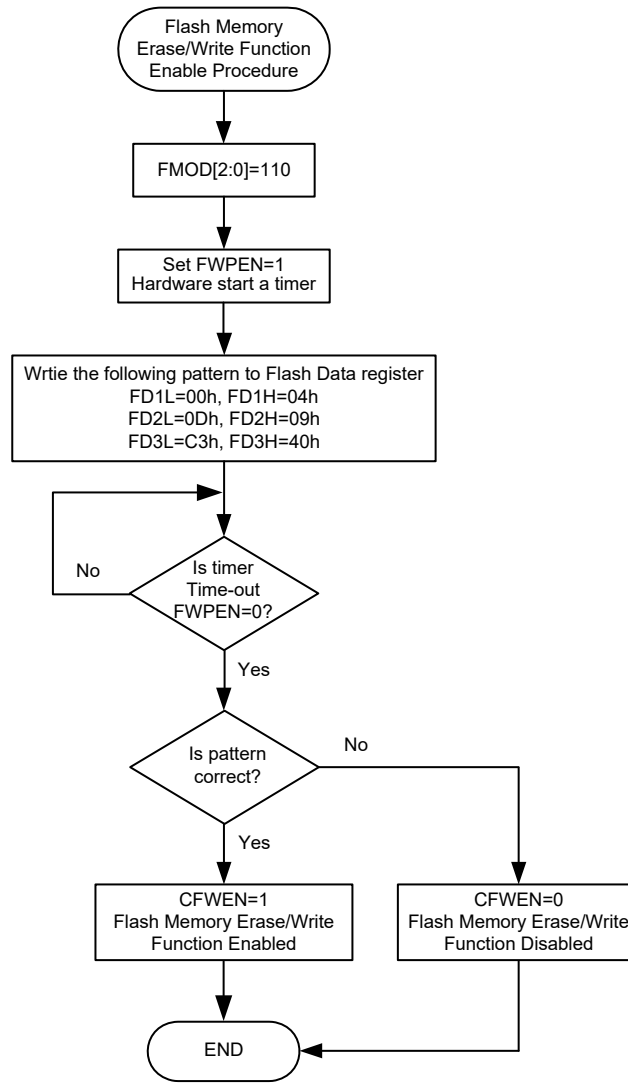 Flash Memory
Erase/Write Function
Enable Procedure
FMOD[2:0]=110
Set FWPEN=1
Hardware start a timer
Wrtie the following pattern to Flash Data register
FD1L=00h, FD1H=04h
FD2L=0Dh, FD2H=09h
FD3L=C3h, FD3H=40h
No
Is timer
Time-out
FWPEN=0?
Yes
Is pattern
correct?
No
Yes
CFWEN=1
Flash Memory Erase/Write
Function Enabled
CFWEN=0
Flash Memory Erase/Write
Function Disabled
END